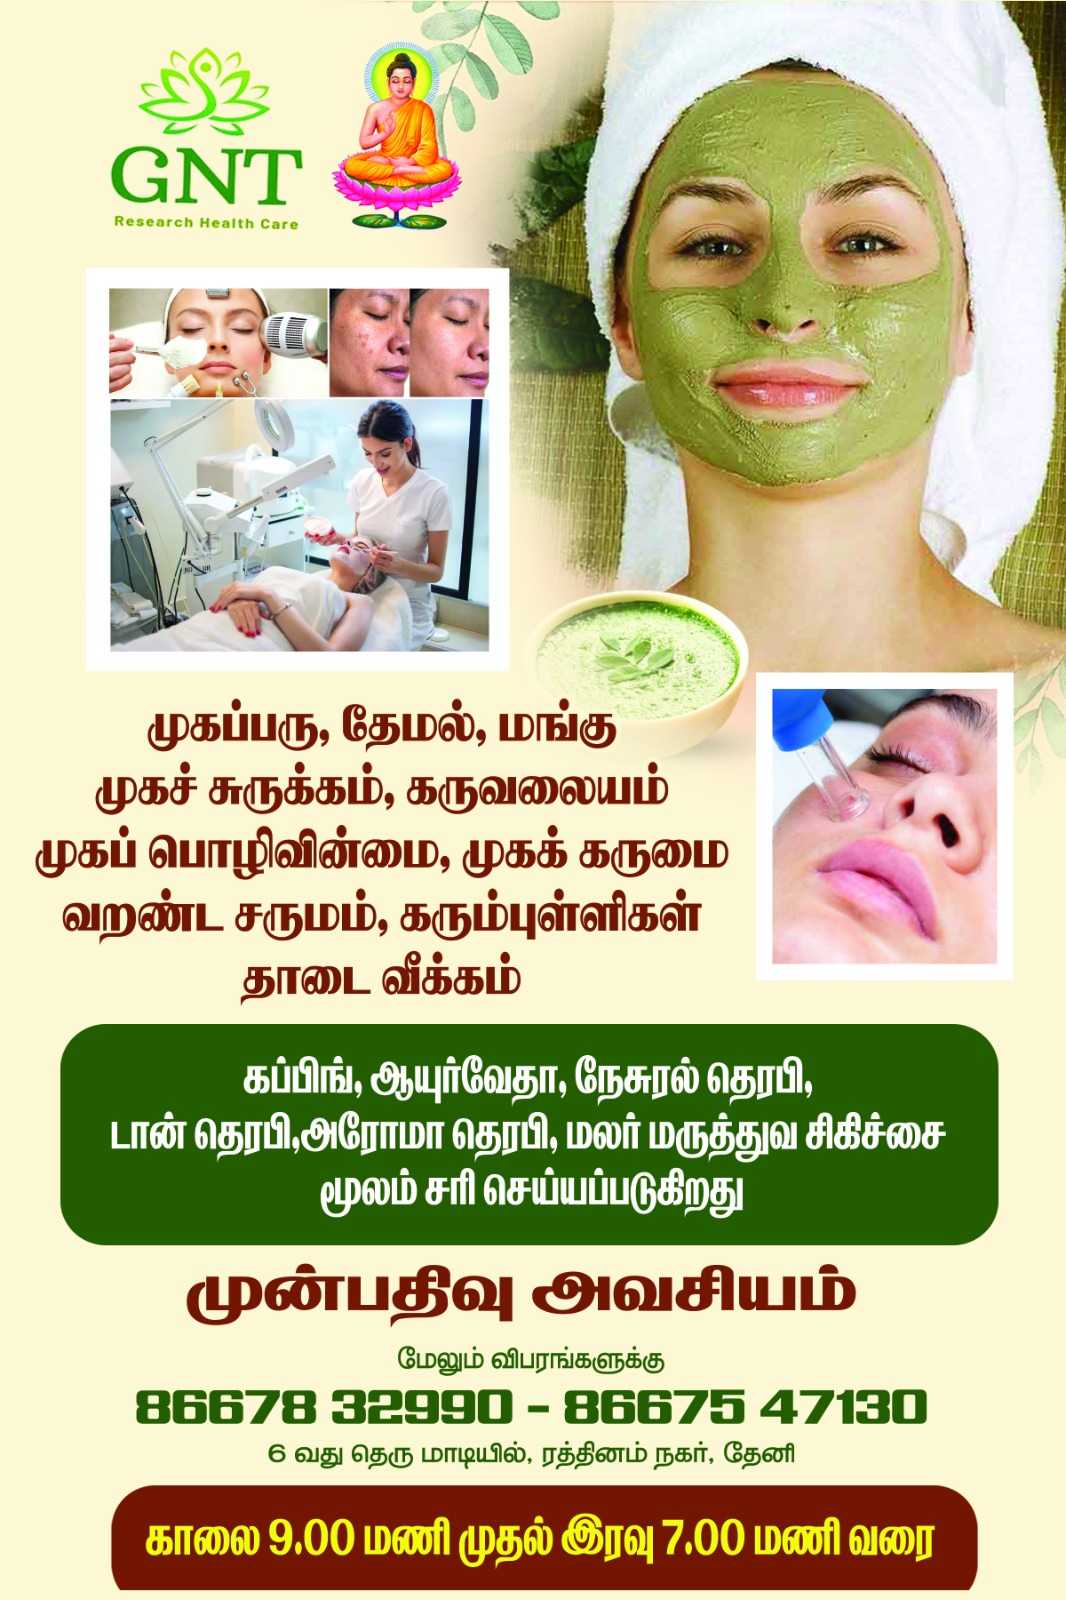 GNT
Research Health Care
முகப்பரு, தேமல், மங்கு
முகச் சுருக்கம், கருவலையம்
முகப் பொழிவின்மை, முகக் கருமை
வறண்ட சருமம், கரும்புள்ளிகள்
தாடை வீக்கம்
கப்பிங், ஆயுர்வேதா, நேசுரல் தெரபி,
டான் தெரபி,அரோமா தெரபி, மலர் மருத்துவ சிகிச்சை
மூலம் சரி செய்யப்படுகிறது
முன்பதிவு அவசியம்
மேலும் விபரங்களுக்கு
86678 32990 - 86675 47130
6 வது தெரு மாடியில், ரத்தினம் நகர், தேனி
காலை 9.00 மணி முதல் இரவு 7.00 மணி வரை